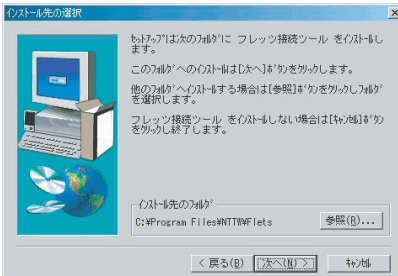 インストール先の選択
ｾｯﾄｱｯﾌﾟは次のﾌｫﾙﾀﾞに フレッツ接続ツール をｲﾝｽﾄｰﾙし
ます。
このﾌｫﾙﾀﾞへのｲﾝｽﾄｰﾙは[次へ]ﾎﾞﾀﾝをｸﾘｯｸします。
他のﾌｫﾙﾀﾞへｲﾝｽﾄｰﾙする場合は[参照]ﾎﾞﾀﾝをｸﾘｯｸしﾌｫﾙﾀﾞ
を選択します。
フレッツ接続ツール をｲﾝｽﾄｰﾙしない場合は[ｷｬﾝｾﾙ]ﾎﾞﾀﾝ
をｸﾘｯｸし終了します。
ｲﾝｽﾄｰﾙ先のﾌｫﾙﾀﾞ
C:¥Program Files¥NTTW¥Flets
参照(R)...
< 戻る(B)
次へ(N) >
ｷｬﾝｾﾙ